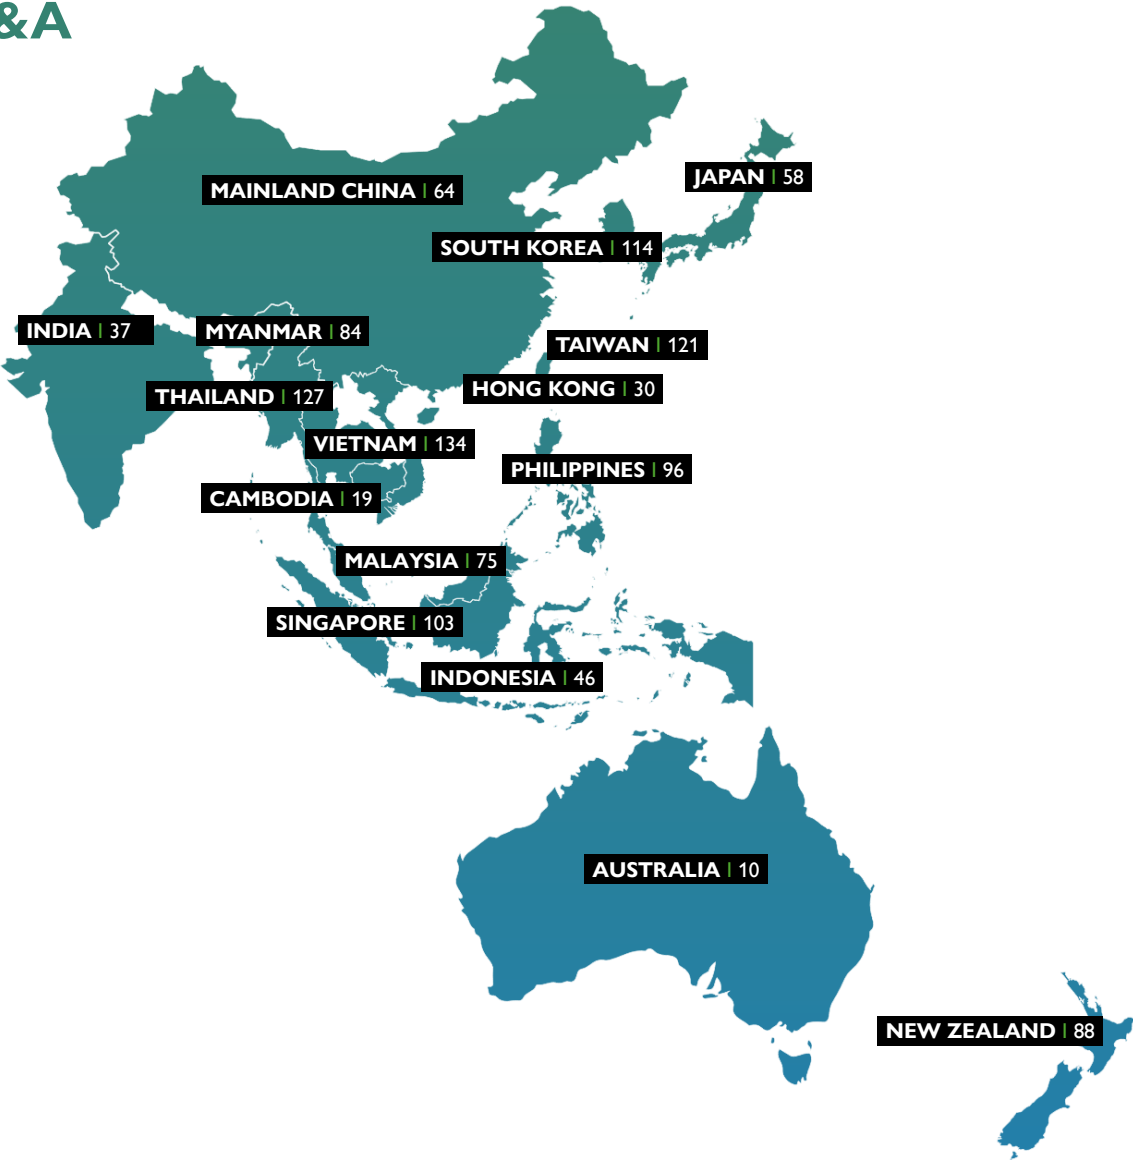 &A
JAPAN | 58
MAINLAND CHINA | 64
SOUTH KOREA | 114
INDIA | 37
MYANMAR | 84
TAIWAN | 121
HONG KONG | 30
THAILAND | 127
VIETNAM | 134
PHILIPPINES | 96
CAMBODIA | 19
MALAYSIA | 75
SINGAPORE | 103
INDONESIA | 46
AUSTRALIA | 10
NEW ZEALAND | 88